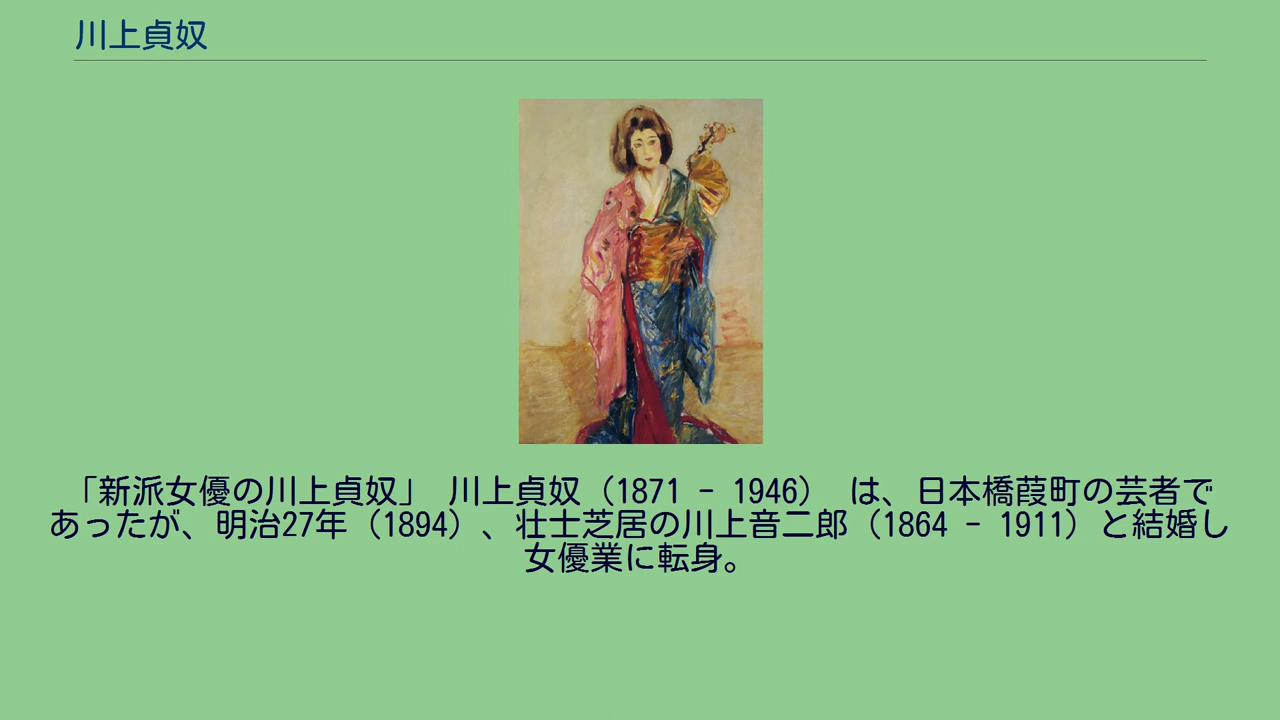 川上貞奴
「新派女優の川上貞奴」 川上貞奴（1871 - 1946） は、日本橋葭町の芸者で
あったが、明治27年（1894）、壮士芝居の川上音二郎（1864 - 1911）と結婚し
女優業に転身。